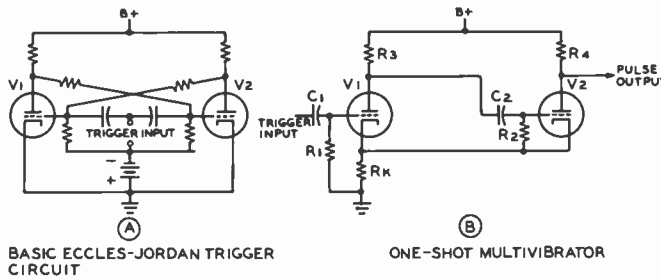 B+
V1
V2
TRIGGER INPUT
-
+
A
BASIC ECCLES-JORDAN TRIGGER
CIRCUIT
B+
R3
R4
V1
V2
PULSE
OUTPUT
C1
C2
TRIGGER
INPUT
R1
R2
RK
B
ONE-SHOT MULTIVIBRATOR